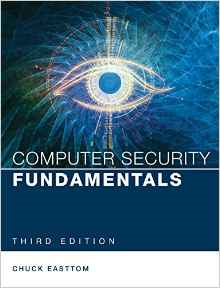 COMPUTER SECURITY
FUNDAMENTALS
THIRD EDITION
CHUCK EASTTOM